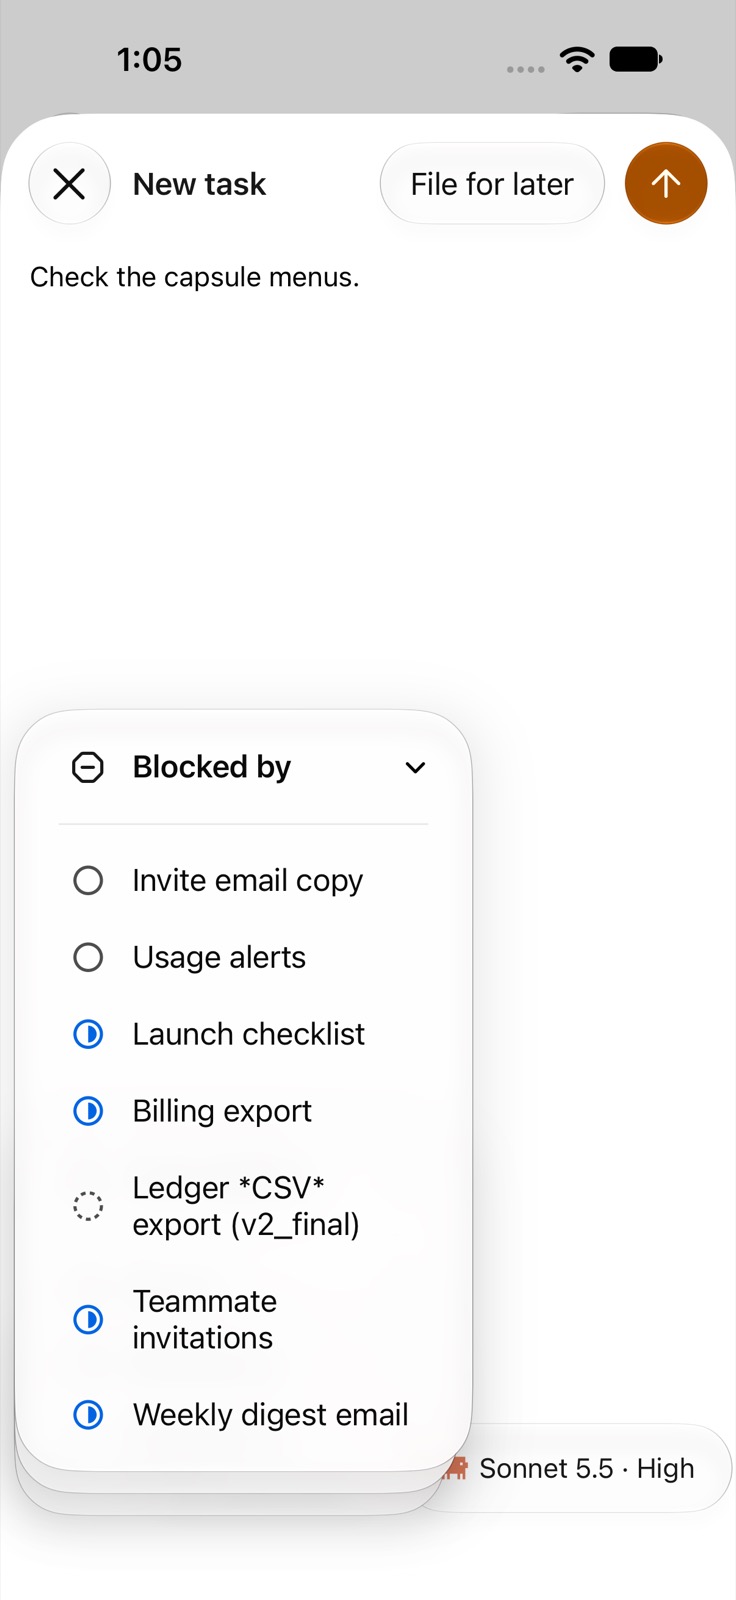 1:05
New task
File for later
Check the capsule menus.
Blocked by
Invite email copy
Usage alerts
Launch checklist
Billing export
Ledger *CSV*
export (v2_final)
Teammate
invitations
Weekly digest email
Sonnet 5.5 · High